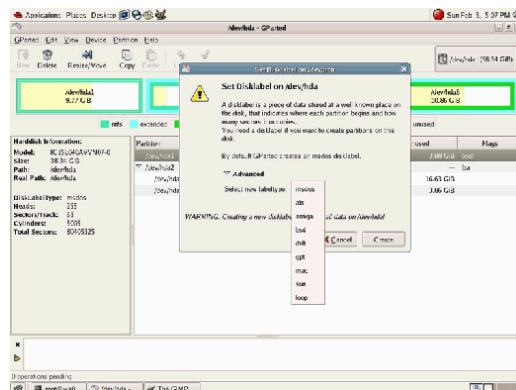 Applications Places Desktop
Sun Feb 5, 5:07 PM
/dev/hda - GParted
GParted Edit View Device Partition Help
New Delete Resize/Move Copy Paste
/dev/hda (38.34 GiB)
/dev/hda1
9.77 GiB
10.86 GiB
ntfs extended unused
Harddisk Information:
Model: IC35L040AVVN07-0
Size: 38.34 GiB
Path: /dev/hda
Real Path: /dev/hda
DiskLabelType: msdos
Heads: 255
Sectors/Track: 63
Cylinders: 5005
Total Sectors: 80405325
Partition Flags
/dev/hda1 boot
/dev/hda2 lba
16.63 GiB
3.86 GiB
Set Disklabel on /dev/hda
Set Disklabel on /dev/hda
A disklabel is a piece of data stored at a well known place on
the disk, that indicates where each partition begins and how
many sectors it occupies.
You need a disklabel if you want to create partitions on this
disk.
By default GParted creates an msdos disklabel.
Advanced
Select new labeltype:
msdos
aix
amiga
bsd
dvh
gpt
mac
sun
loop
WARNING: Creating a new disklabel all data on /dev/hda!
Cancel Create
0 operations pending
The GIMP